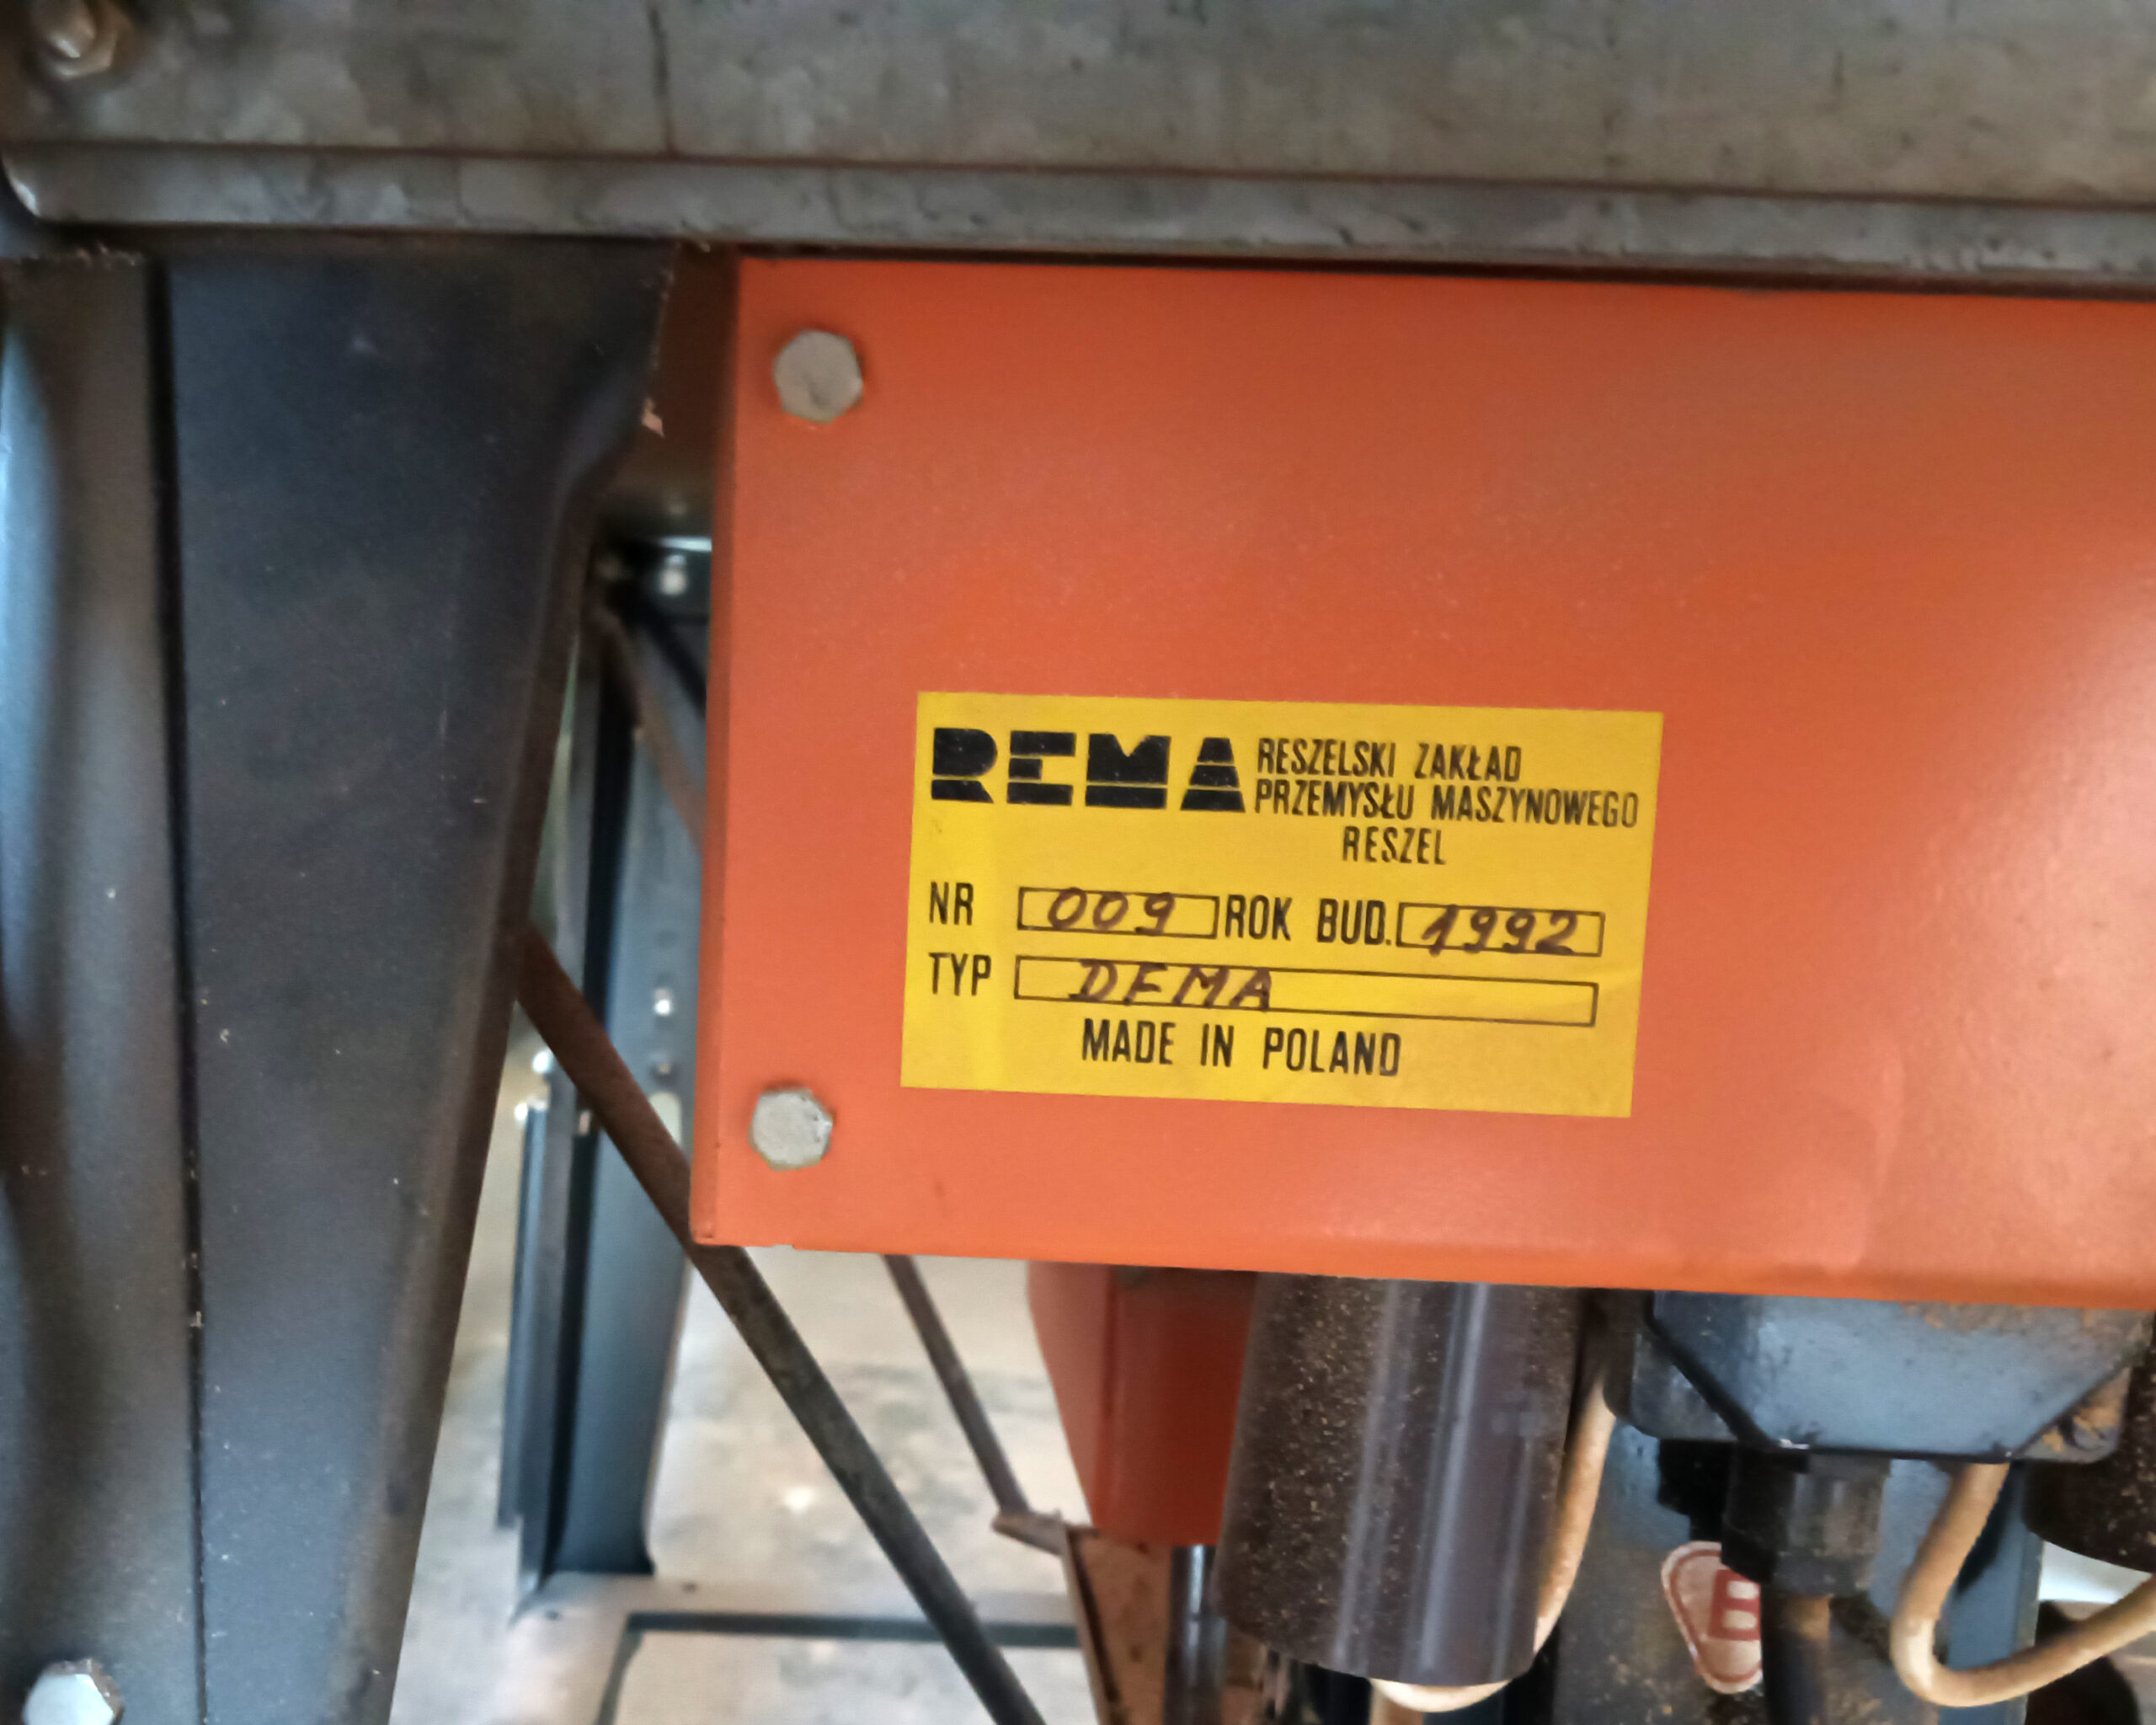 REMA RESZELSKI ZAKŁAD
PRZEMYSŁU MASZYNOWEGO
RESZEL
NR 009 ROK BUD. 1992
TYP DEMA
MADE IN POLAND
B